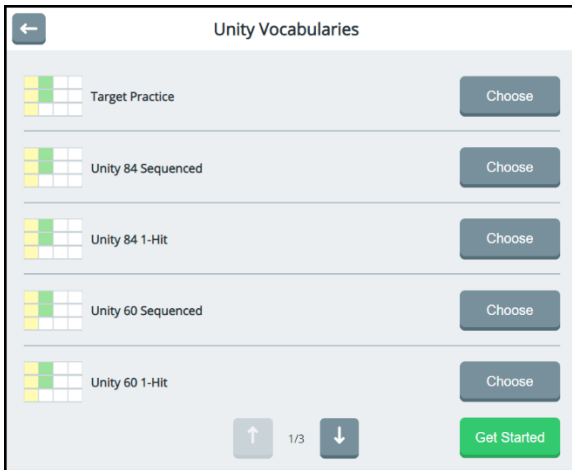 Unity Vocabularies
Target Practice Choose
Unity 84 Sequenced Choose
Unity 84 1-Hit Choose
Unity 60 Sequenced Choose
Unity 60 1-Hit Choose
1/3 Get Started